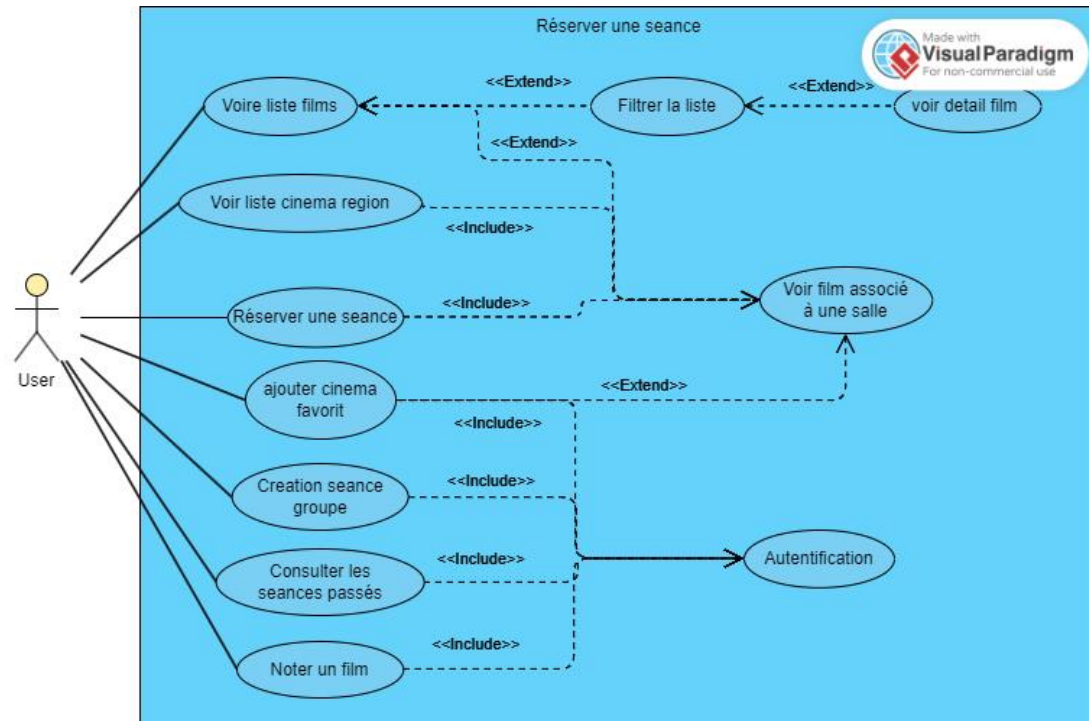 Réserver une seance
Made with
VisualParadigm
For non-commercial use
<<Extend>>
<<Extend>>
Voire liste films
Filtrer la liste
voir detail film
<<Extend>>
Voir liste cinema region
<<Include>>
Voir film associé
à une salle
<<Include>>
Réserver une seance
User
ajouter cinema
favorit
<<Extend>>
<<Include>>
Creation seance
groupe
<<Include>>
Autentification
<<Include>>
Consulter les
seances passés
<<Include>>
Noter un film